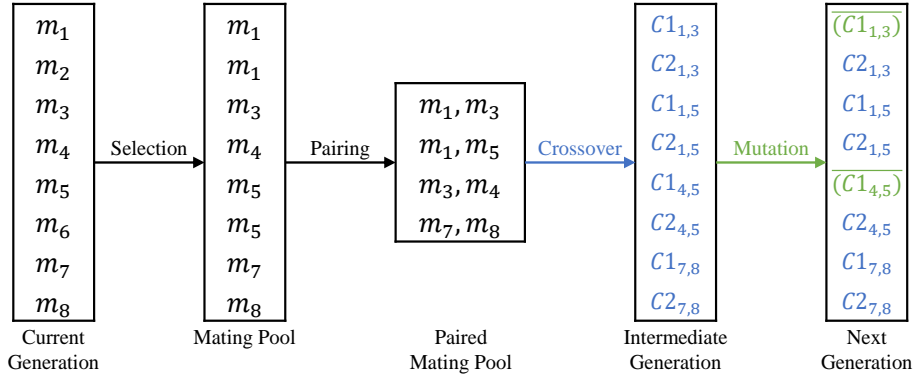 m₁
m₂
m₃
m₄
m₅
m₆
m₇
m₈
Current
Generation
Selection
m₁
m₁
m₃
m₄
m₅
m₅
m₇
m₈
Mating Pool
Pairing
m₁, m₃
m₁, m₅
m₃, m₄
m₇, m₈
Paired
Mating Pool
Crossover
C1₁,₃
C2₁,₃
C1₁,₅
C2₁,₅
C1₄,₅
C2₄,₅
C1₇,₈
C2₇,₈
Intermediate
Generation
Mutation
(C1₁,₃)
C2₁,₃
C1₁,₅
C2₁,₅
(C1₄,₅)
C2₄,₅
C1₇,₈
C2₇,₈
Next
Generation